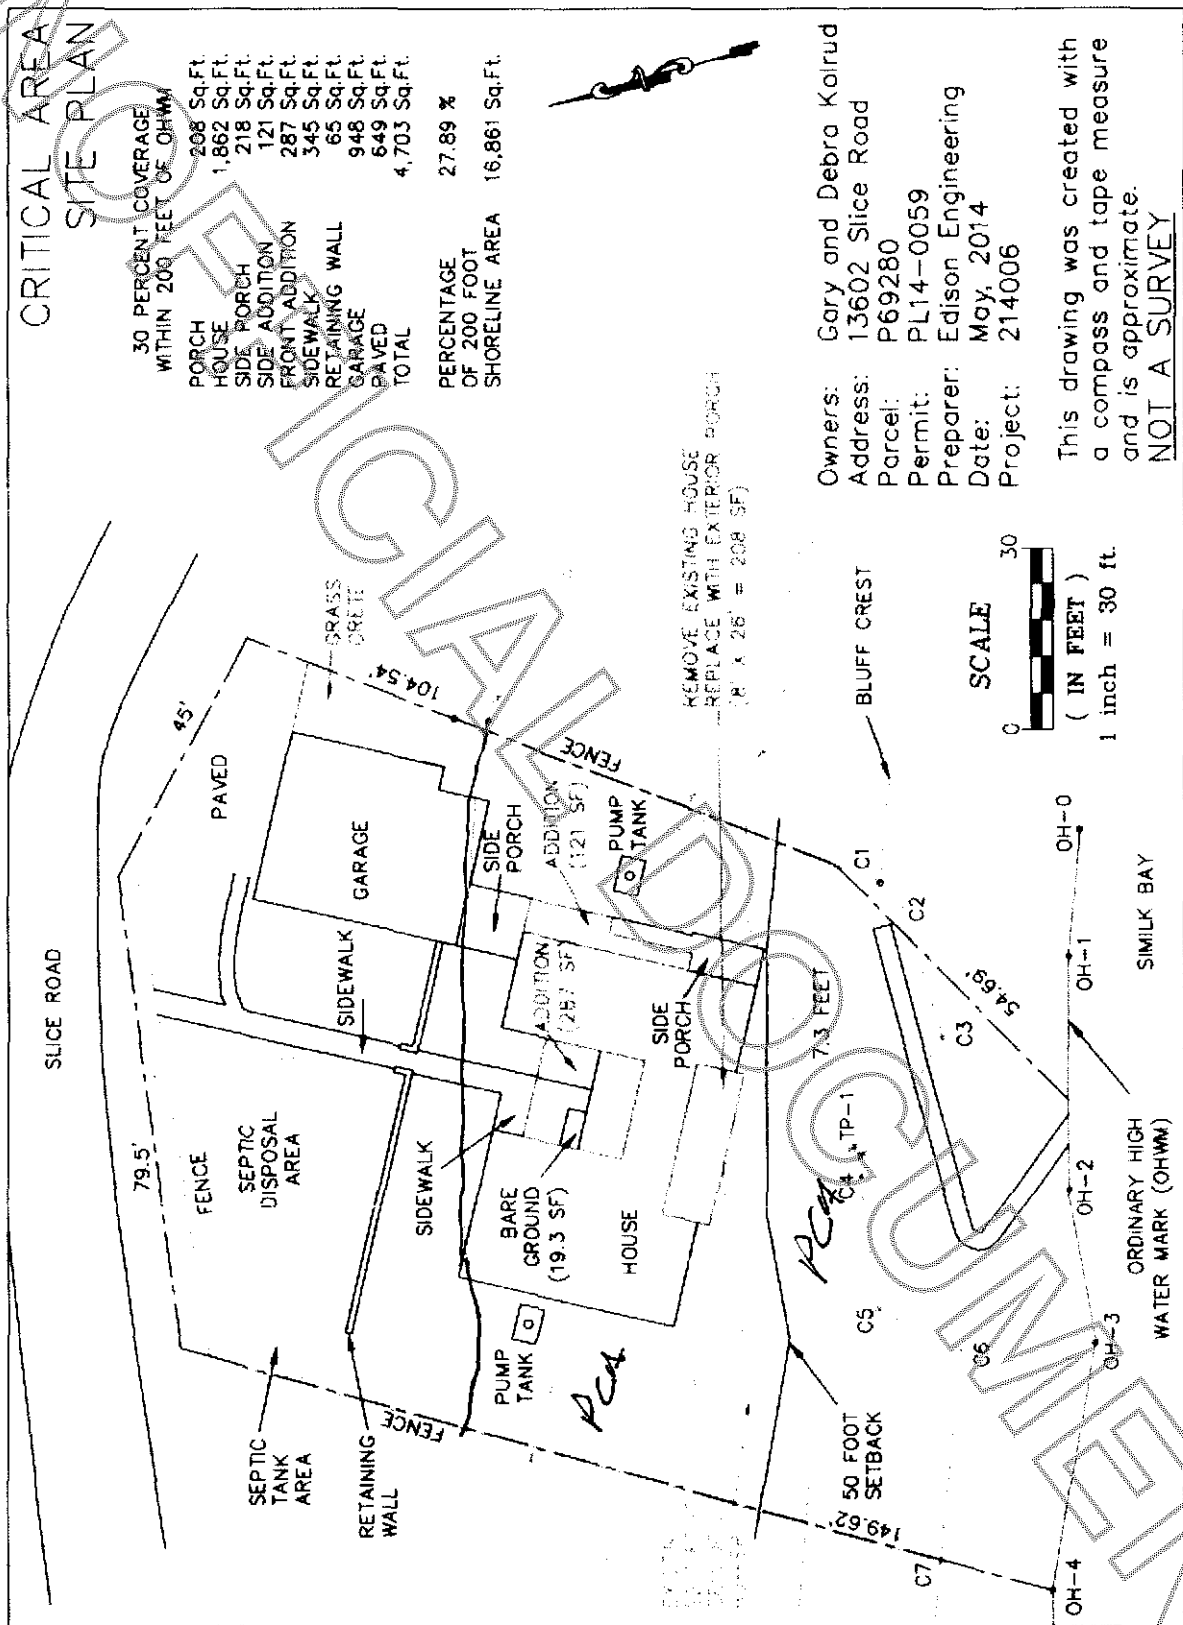 CRITICAL AREA
SITE PLAN
30 PERCENT COVERAGE
WITHIN 200 FEET OF OHWM
PORCH 208 Sq.Ft.
HOUSE 1,862 Sq.Ft.
SIDE PORCH 218 Sq.Ft.
SIDE ADDITION 121 Sq.Ft.
FRONT ADDITION 287 Sq.Ft.
SIDEWALK 345 Sq.Ft.
RETAINING WALL 65 Sq.Ft.
GARAGE 948 Sq.Ft.
PAVED 649 Sq.Ft.
TOTAL 4,703 Sq.Ft.
PERCENTAGE
OF 200 FOOT 27.89 %
SHORELINE AREA 16,861 Sq.Ft.
Owners: Gary and Debra Kolrud
Address: 13602 Slice Road
Parcel: P69280
Permit: PL14-0059
Preparer: Edison Engineering
Date: May, 2014
Project: 214006
This drawing was created with
a compass and tape measure
and is approximate.
NOT A SURVEY
SLICE ROAD
79.5'
45'
PAVED
GRASS
CRETE
104.54'
FENCE
SEPTIC
DISPOSAL
AREA
SIDEWALK
GARAGE
SEPTIC
TANK
AREA
RETAINING
WALL
FENCE
SIDEWALK
SIDE
PORCH
FENCE
ADDITION
(121 SF)
PUMP
TANK
ADDITION
(287 SF)
BARE
GROUND
(19.3 SF)
HOUSE
SIDE
PORCH
PUMP
TANK
PCA
PCA
REMOVE EXISTING HOUSE
REPLACE WITH EXTERIOR PORCH
(8' X 26' = 208 SF)
7.3 FEET
BLUFF CREST
50 FOOT
SETBACK
149.62'
54.69'
C1
C2
C3
C4
TP-1
C5
C6
C7
OH-0
OH-1
OH-2
OH-3
OH-4
ORDINARY HIGH
WATER MARK (OHWM)
SIMILK BAY
SCALE
0 30
( IN FEET )
1 inch = 30 ft.
UNOFFICIAL DOCUMENT